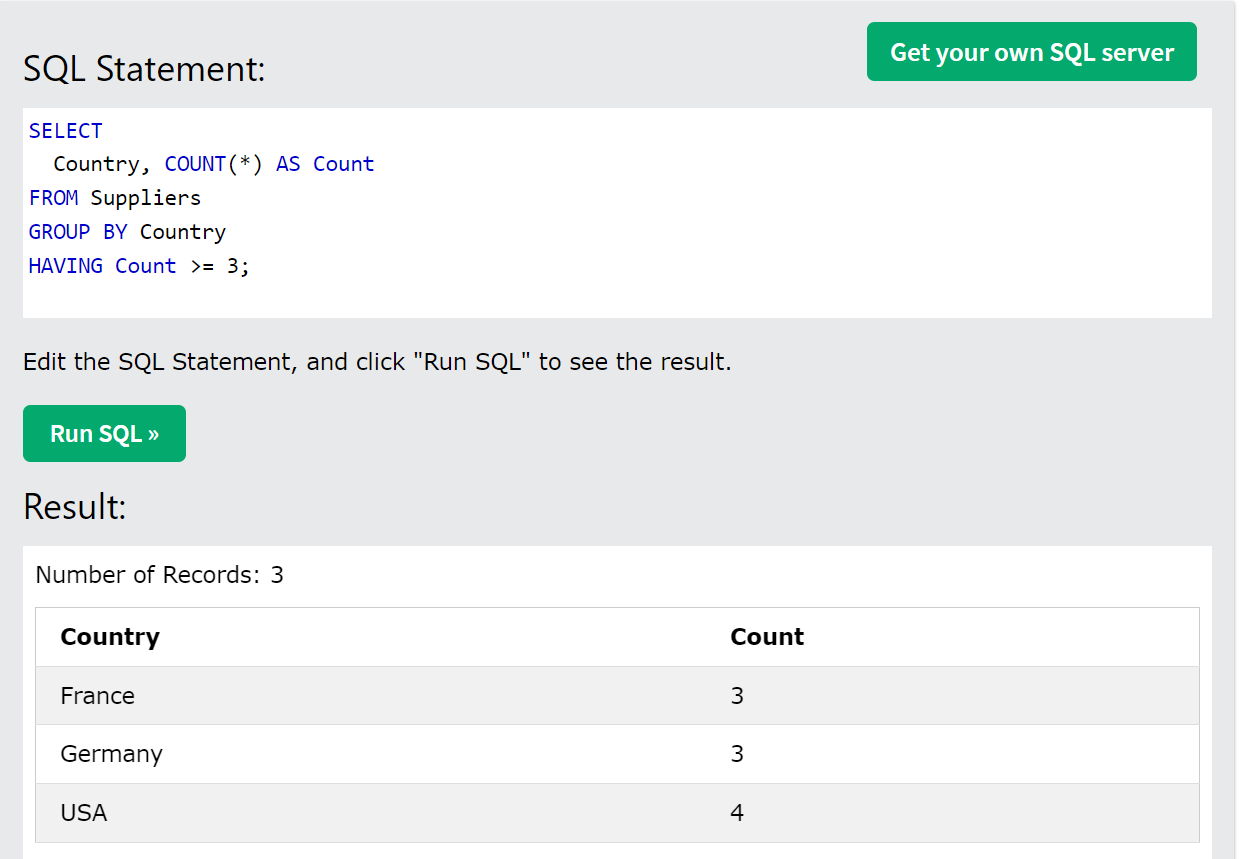 SQL Statement:
Get your own SQL server
SELECT
  Country, COUNT(*) AS Count
FROM Suppliers
GROUP BY Country
HAVING Count >= 3;
Edit the SQL Statement, and click "Run SQL" to see the result.
Run SQL »
Result:
Number of Records: 3
Country Count
France 3
Germany 3
USA 4